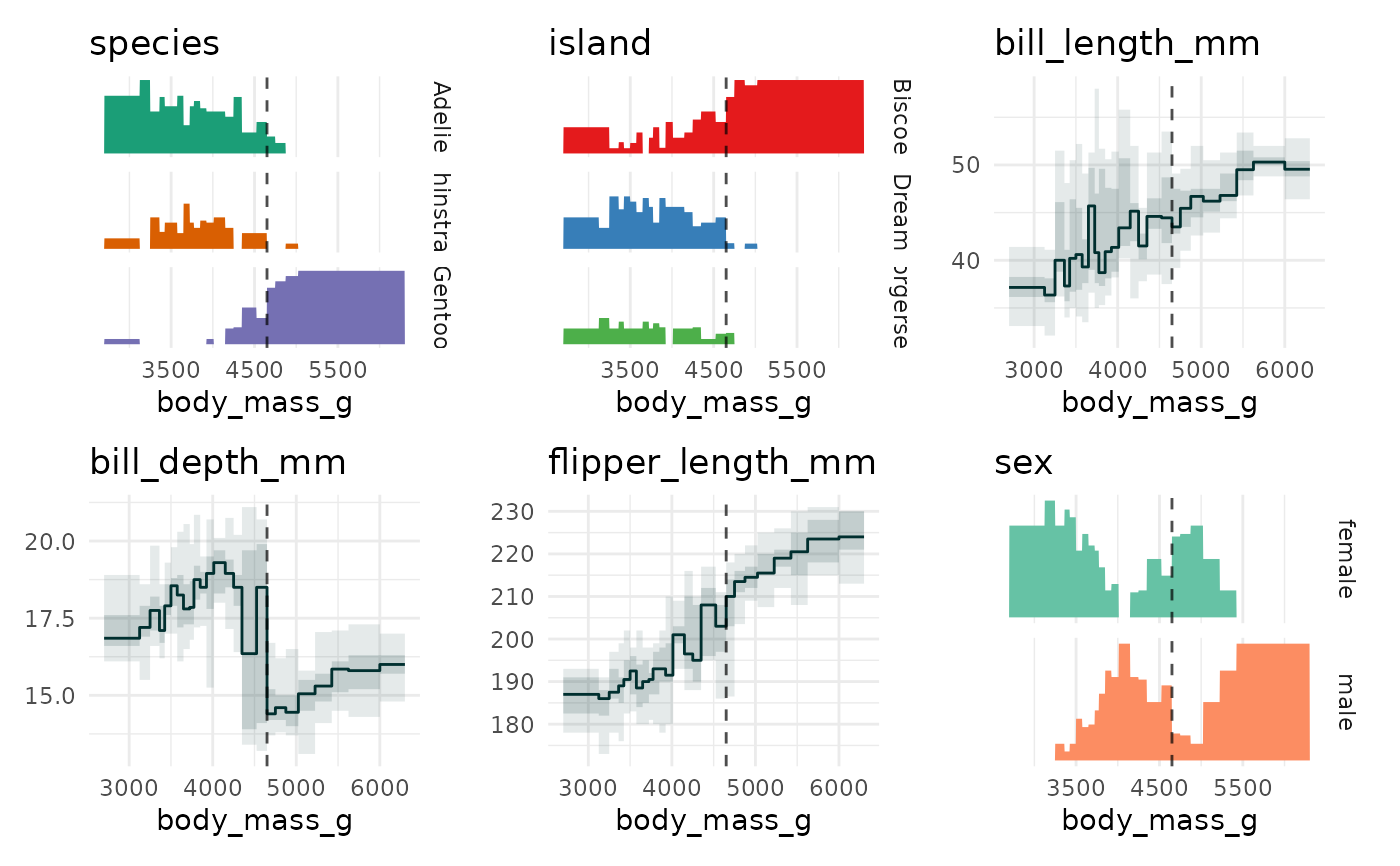 species
Adelie
hinstra
Gentoo
3500 4500 5500
body_mass_g
island
Biscoe
Dream
orgerse
3500 4500 5500
body_mass_g
bill_length_mm
50
40
3000 4000 5000 6000
body_mass_g
bill_depth_mm
20.0
17.5
15.0
3000 4000 5000 6000
body_mass_g
flipper_length_mm
230
220
210
200
190
180
3000 4000 5000 6000
body_mass_g
sex
female
male
3500 4500 5500
body_mass_g